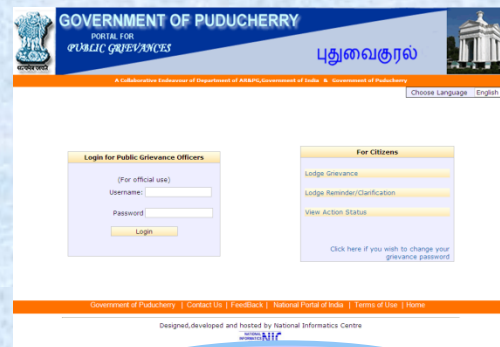 GOVERNMENT OF PUDUCHERRY
PORTAL FOR
PUBLIC GRIEVANCES
புதுவைகுரல்
A Collaboration Endeavour of Department of AR&PG,Government of India & Government of Puducherry
Choose Language English
Login for Public Grievance Officers
(For official use)
Username:
Password
Login
For Citizens
Lodge Grievance
Lodge Reminder/Clarification
View Action Status
Click here if you wish to change your
grievance password
Government of Puducherry | Contact Us | FeedBack | National Portal of India | Terms of Use | Home
Designed,developed and hosted by National Informatics Centre
NIC